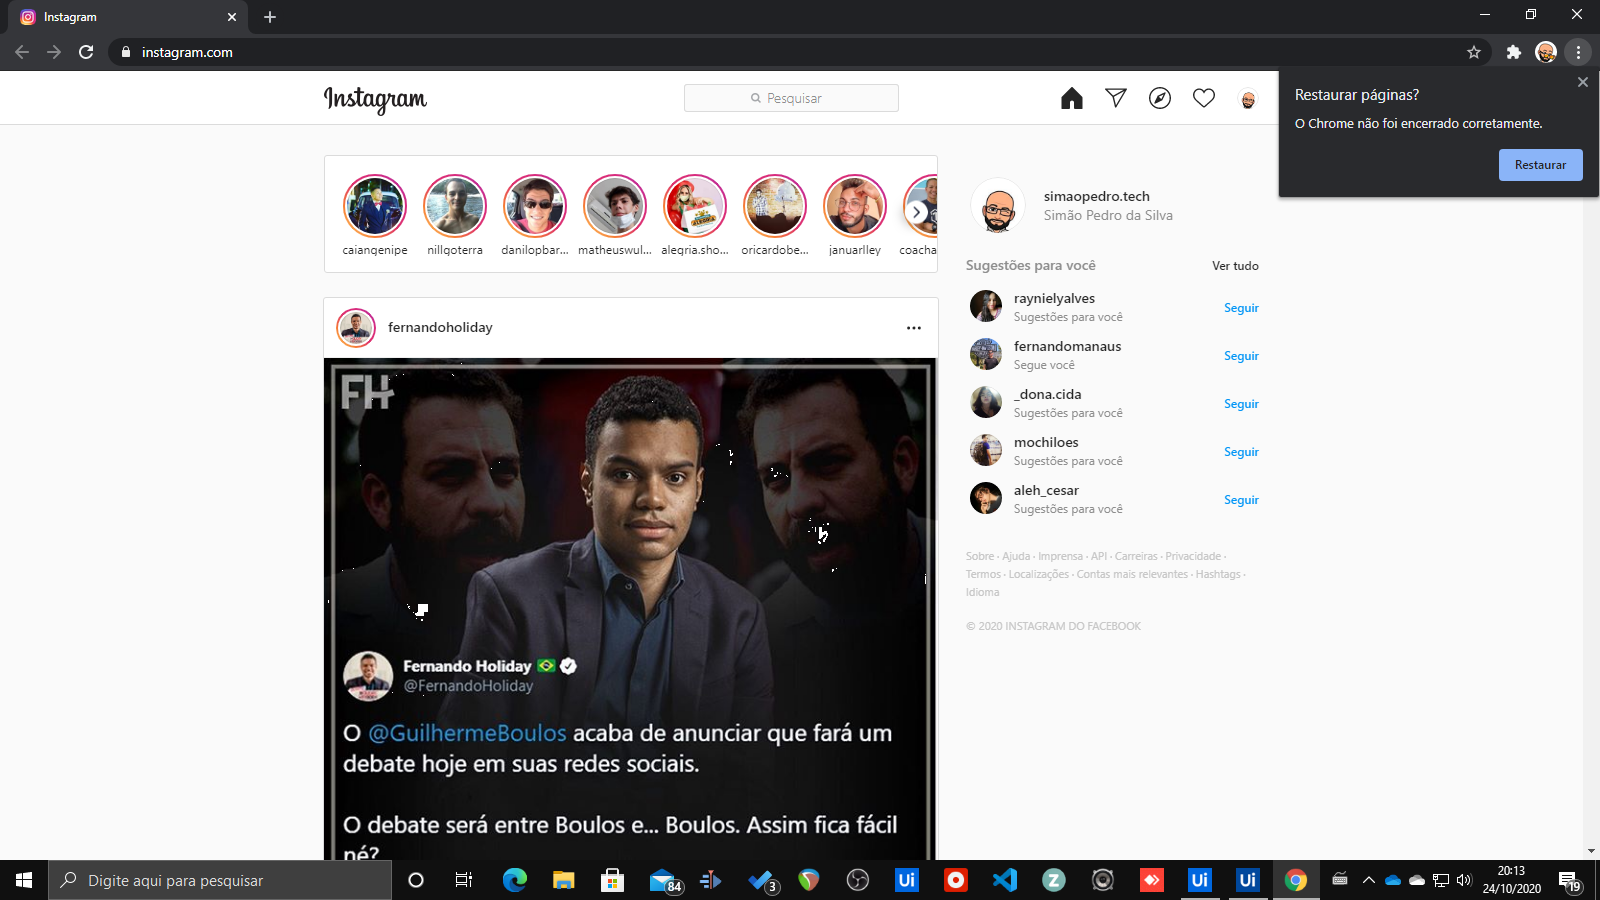 Instagram
instagram.com
Restaurar páginas?
O Chrome não foi encerrado corretamente.
Restaurar
Instagram
Pesquisar
caiangenipe
nillgoterra
danilopbar...
matheuswul...
alegria.sho...
oricardobe...
januarlley
coacha
simaopedro.tech
Simão Pedro da Silva
Sugestões para você
Ver tudo
raynielyalves
Sugestões para você
Seguir
fernandomanaus
Segue você
Seguir
_dona.cida
Sugestões para você
Seguir
mochiloes
Sugestões para você
Seguir
aleh_cesar
Sugestões para você
Seguir
Sobre · Ajuda · Imprensa · API · Carreiras · Privacidade ·
Termos · Localizações · Contas mais relevantes · Hashtags ·
Idioma
© 2020 INSTAGRAM DO FACEBOOK
fernandoholiday
FH
Fernando Holiday
@FernandoHoliday
O @GuilhermeBoulos acaba de anunciar que fará um
debate hoje em suas redes sociais.
O debate será entre Boulos e... Boulos. Assim fica fácil
né?
Digite aqui para pesquisar
84
3
Ui
Z
Ui
Ui
20:13
24/10/2020
19